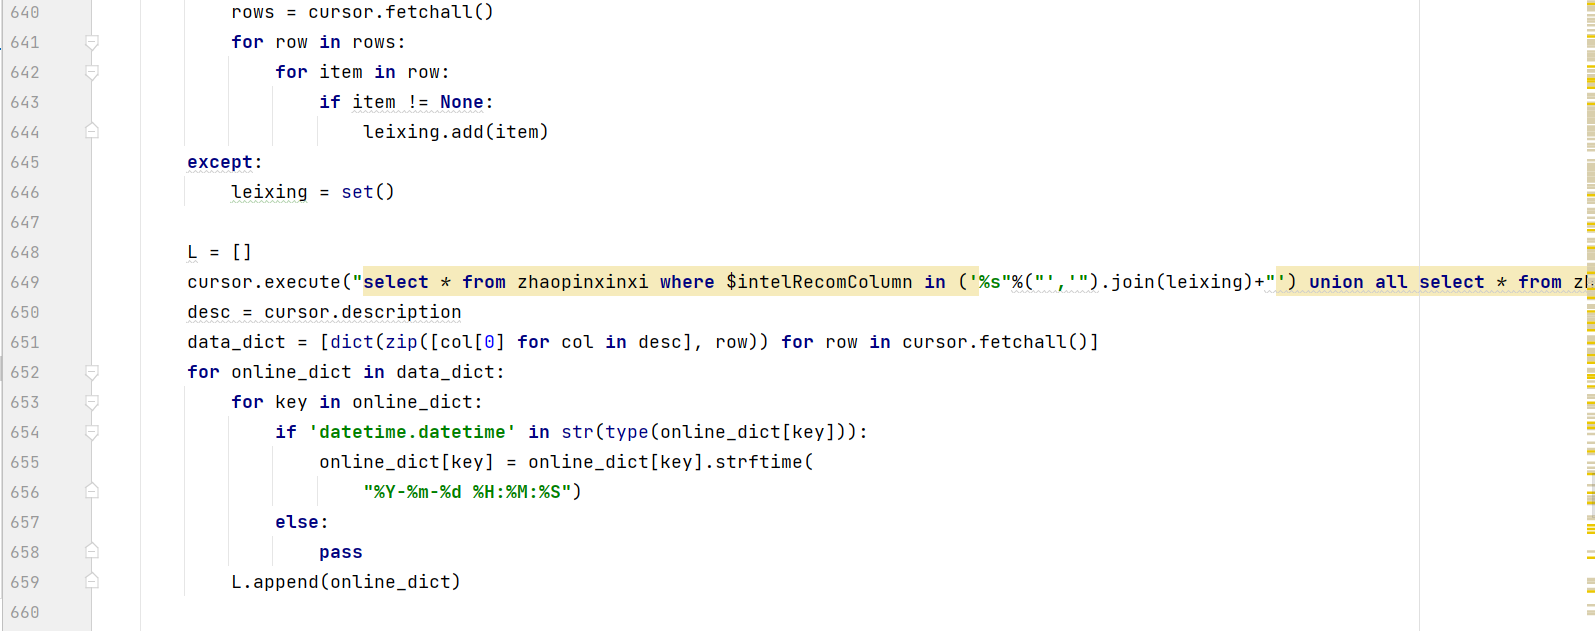 640 rows = cursor.fetchall()
641 for row in rows:
642 for item in row:
643 if item != None:
644 leixing.add(item)
645 except:
646 leixing = set()
647
648 L = []
649 cursor.execute("select * from zhaopinxinxi where $intelRecomColumn in ('%s"%("','").join(leixing)+"') union all select * from
650 desc = cursor.description
651 data_dict = [dict(zip([col[0] for col in desc], row)) for row in cursor.fetchall()]
652 for online_dict in data_dict:
653 for key in online_dict:
654 if 'datetime.datetime' in str(type(online_dict[key])):
655 online_dict[key] = online_dict[key].strftime(
656 "%Y-%m-%d %H:%M:%S")
657 else:
658 pass
659 L.append(online_dict)
660